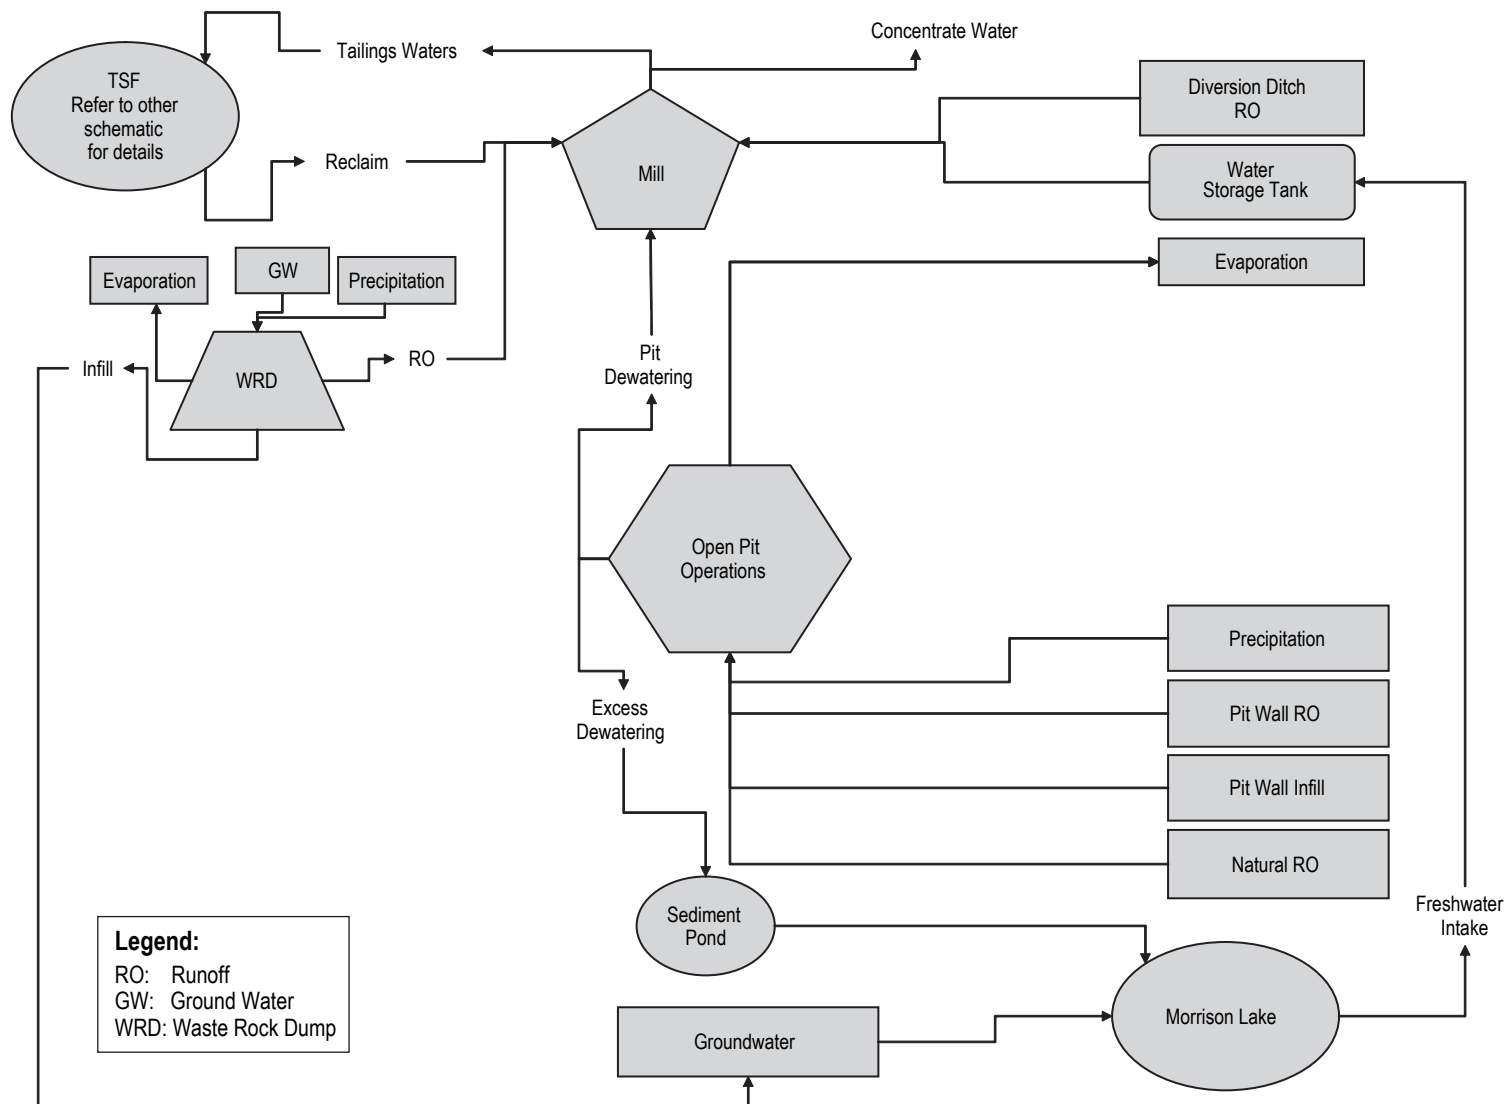 Concentrate Water
Tailings Waters
TSF
Refer to other
schematic
for details
Diversion Ditch
RO
Reclaim
Mill
Water
Storage Tank
Evaporation
GW
Precipitation
Evaporation
Infill
WRD
RO
Pit
Dewatering
Open Pit
Operations
Precipitation
Excess
Dewatering
Pit Wall RO
Pit Wall Infill
Natural RO
Sediment
Pond
Freshwater
Intake
Legend:
RO: Runoff
GW: Ground Water
WRD: Waste Rock Dump
Groundwater
Morrison Lake